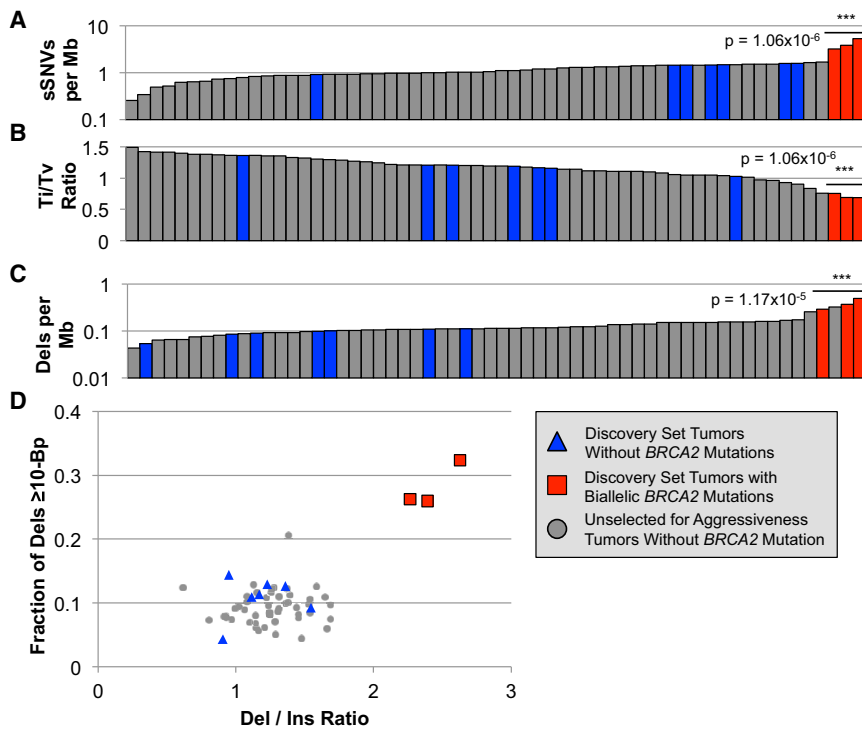 A
sSNVs
per Mb
10
1
0.1
p = 1.06x10-6
***
B
Ti/Tv
Ratio
1.5
1
0.5
0
p = 1.06x10-6
***
C
Dels per
Mb
1
0.1
0.01
p = 1.17x10-5
***
D
Fraction of Dels ≥10-Bp
0.4
0.3
0.2
0.1
0
0
1
2
3
Del / Ins Ratio
Discovery Set Tumors
Without BRCA2 Mutations
Discovery Set Tumors with
Biallelic BRCA2 Mutations
Unselected for Aggressiveness
Tumors Without BRCA2 Mutation